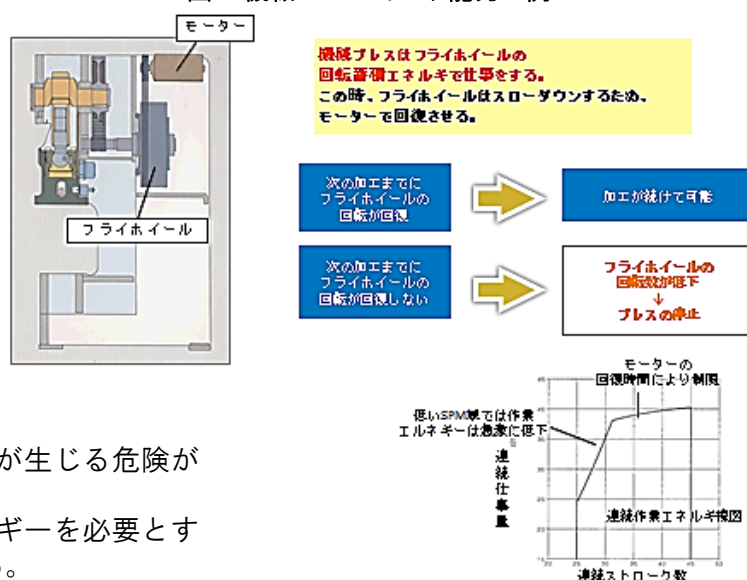 モーター
フライホイール
機械プレスはフライホイールの
回転蓄積エネルギで仕事をする。
この時、フライホイールはスローダウンするため、
モーターで回復させる。
次の加工までに
フライホイールの
回転が回復
加工が続けて可能
次の加工までに
フライホイールの
回転が回復しない
フライホイールの
回転数が低下
↓
プレスの停止
モーターの
回復時間により制限
低いSPM域では作業
エルネギーは急激に低下
連続仕事量
連続作業エネルギ線図
20 25 30 35 40 45 50
連続ストローク数
が生じる危険が
ギーを必要とす